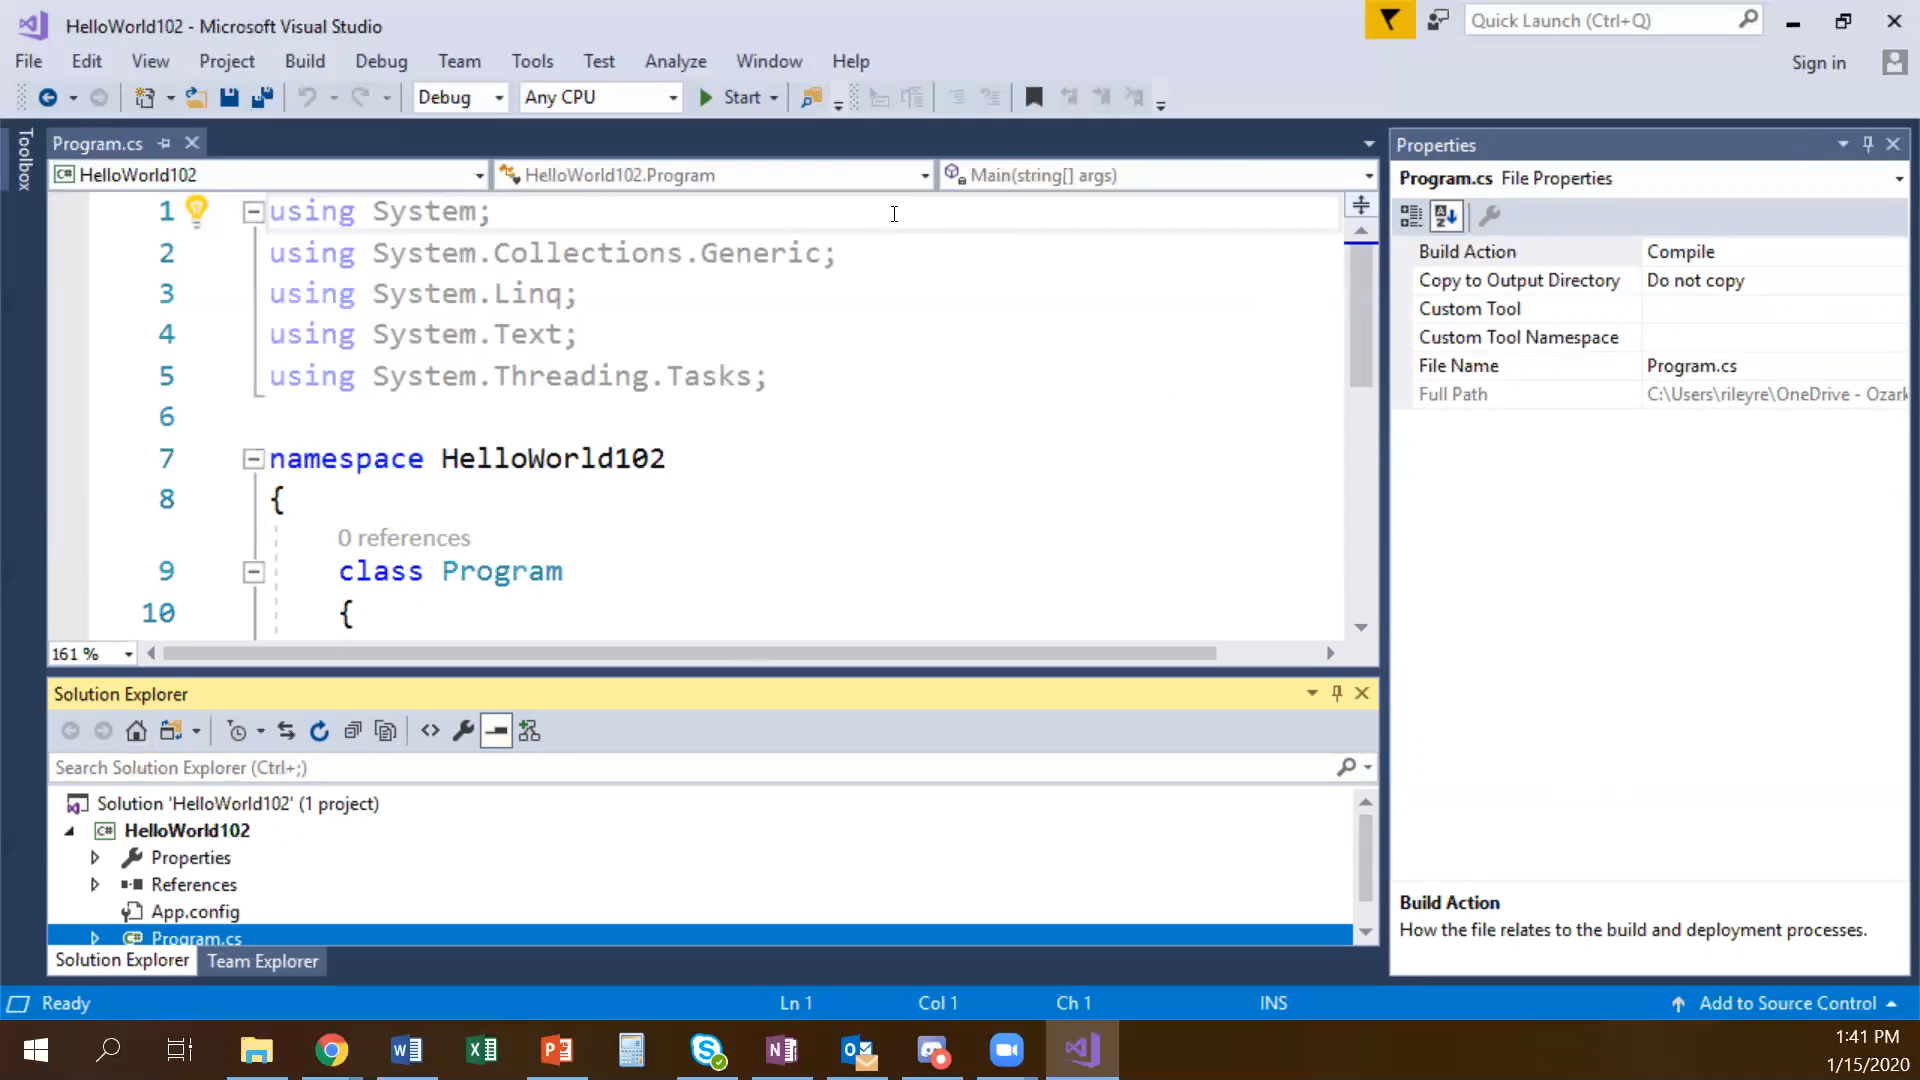 HelloWorld102 - Microsoft Visual Studio
Quick Launch (Ctrl+Q)
File Edit View Project Build Debug Team Tools Test Analyze Window Help
Sign in
Debug Any CPU Start
Toolbox
Program.cs
HelloWorld102 HelloWorld102.Program Main(string[] args)
1 using System;
2 using System.Collections.Generic;
3 using System.Linq;
4 using System.Text;
5 using System.Threading.Tasks;
6
7 namespace HelloWorld102
8 {
0 references
9 class Program
10 {
161 %
Solution Explorer
Search Solution Explorer (Ctrl+;)
Solution 'HelloWorld102' (1 project)
C# HelloWorld102
Properties
References
App.config
C# Program.cs
Solution Explorer Team Explorer
Properties
Program.cs File Properties
Build Action Compile
Copy to Output Directory Do not copy
Custom Tool
Custom Tool Namespace
File Name Program.cs
Full Path C:\Users\rileyre\OneDrive - Ozark
Build Action
How the file relates to the build and deployment processes.
Ready Ln 1 Col 1 Ch 1 INS Add to Source Control
1:41 PM
1/15/2020